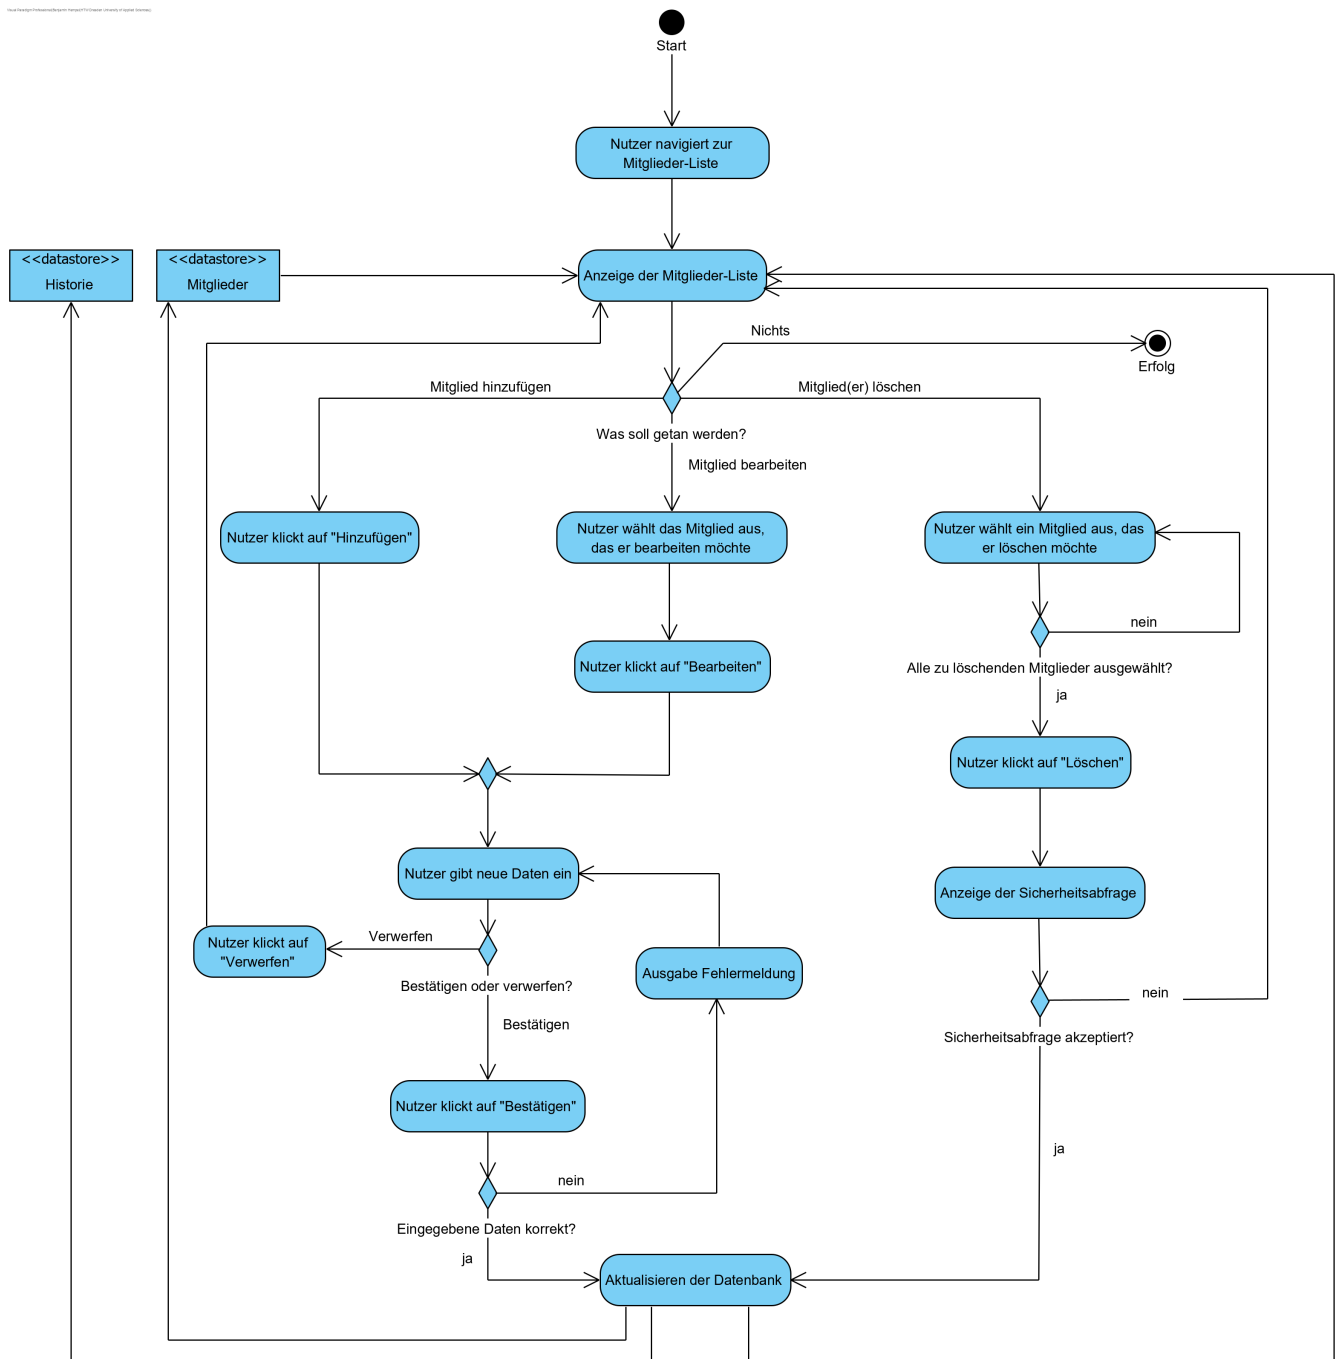 Start
Nutzer navigiert zur
Mitglieder-Liste
<<datastore>>
Historie
<<datastore>>
Mitglieder
Anzeige der Mitglieder-Liste
Nichts
Erfolg
Mitglied hinzufügen
Mitglied(er) löschen
Was soll getan werden?
Mitglied bearbeiten
Nutzer klickt auf "Hinzufügen"
Nutzer wählt das Mitglied aus,
das er bearbeiten möchte
Nutzer wählt ein Mitglied aus, das
er löschen möchte
nein
Nutzer klickt auf "Bearbeiten"
Alle zu löschenden Mitglieder ausgewählt?
ja
Nutzer klickt auf "Löschen"
Nutzer gibt neue Daten ein
Anzeige der Sicherheitsabfrage
Verwerfen
Nutzer klickt auf
"Verwerfen"
Bestätigen oder verwerfen?
Ausgabe Fehlermeldung
nein
Bestätigen
Sicherheitsabfrage akzeptiert?
Nutzer klickt auf "Bestätigen"
ja
nein
Eingegebene Daten korrekt?
ja
Aktualisieren der Datenbank